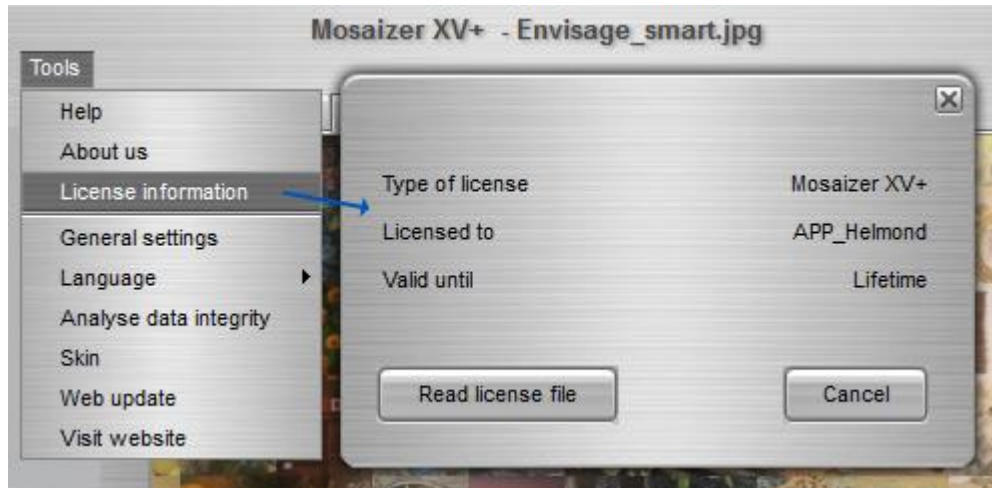 Mosaizer XV+ - Envisage_smart.jpg
Tools
Help
About us
License information
General settings
Language
Analyse data integrity
Skin
Web update
Visit website
Type of license Mosaizer XV+
Licensed to APP_Helmond
Valid until Lifetime
Read license file Cancel